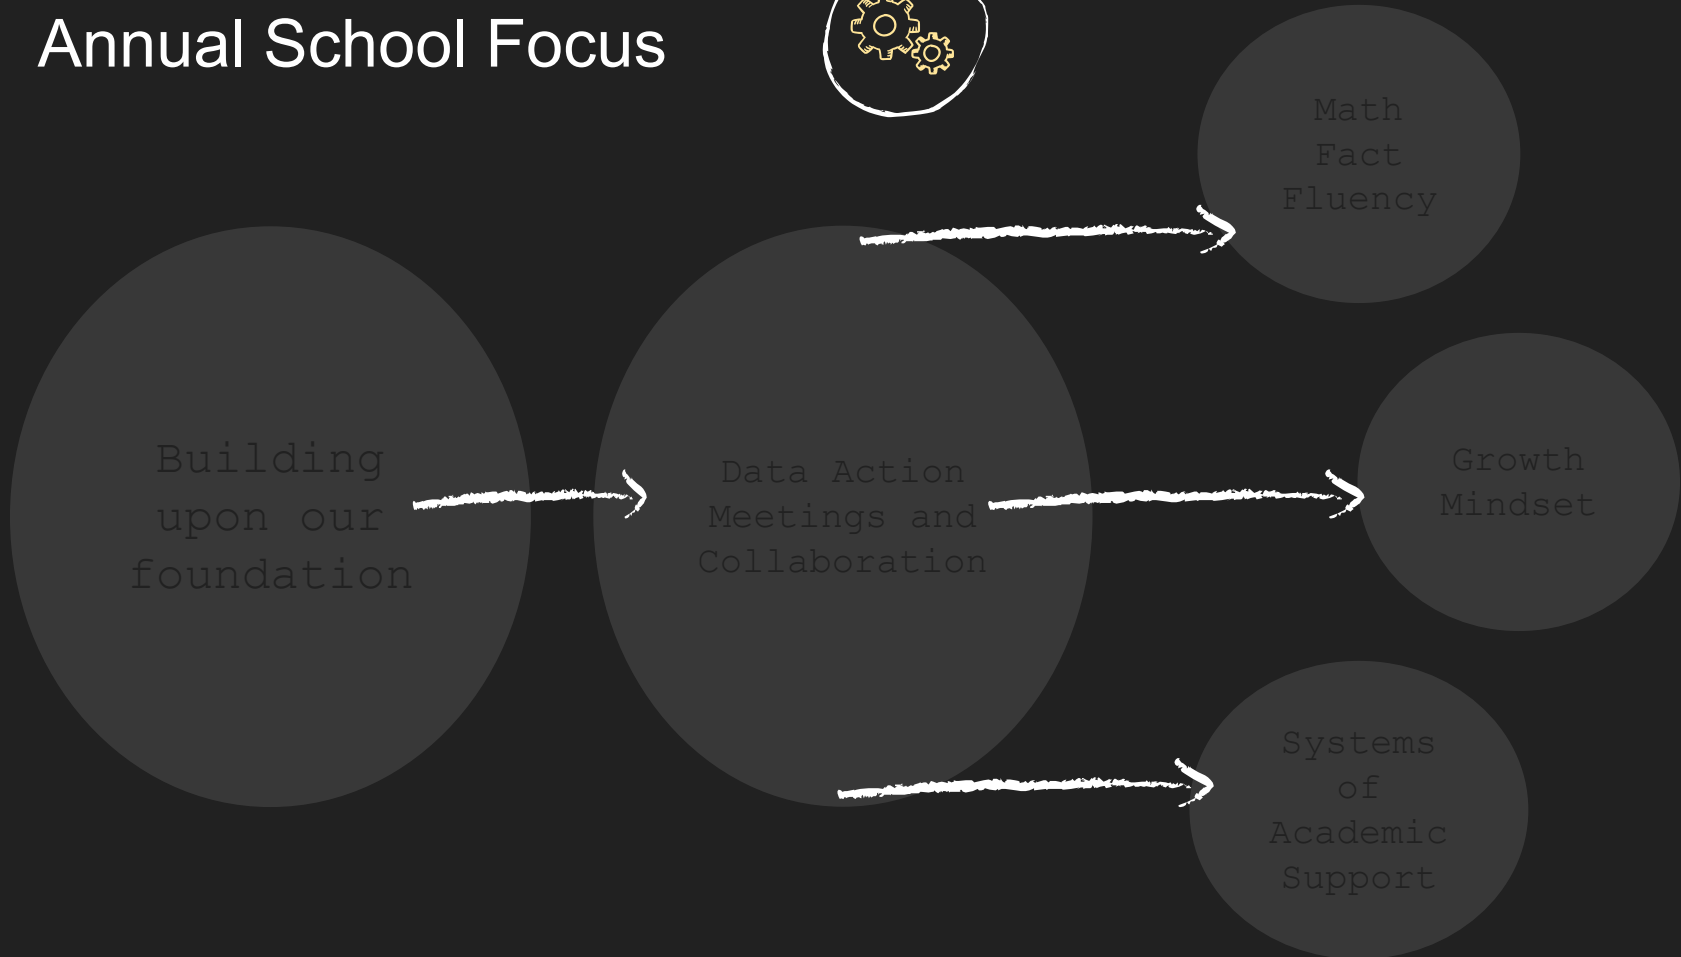 Annual School Focus
Building
upon our
foundation
Data Action
Meetings and
Collaboration
Math
Fact
Fluency
Growth
Mindset
Systems
of
Academic
Support